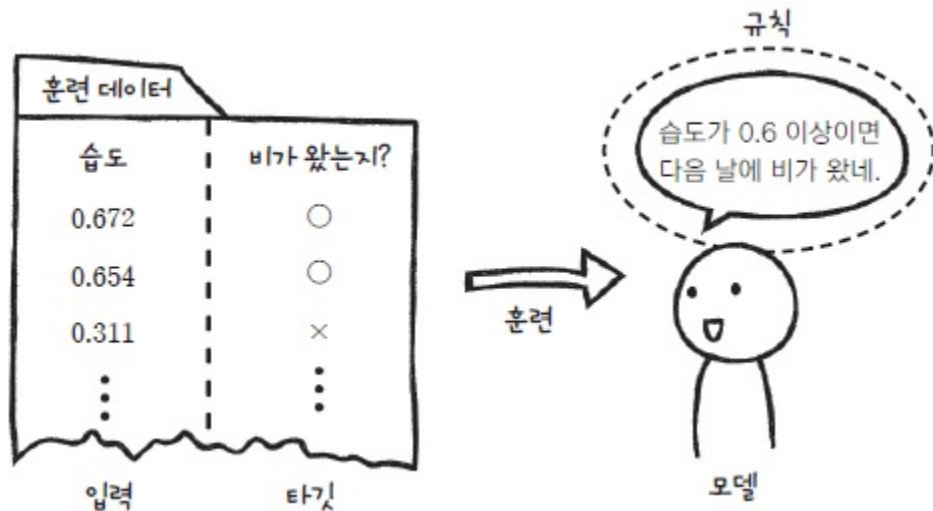 훈련 데이터
습도
비가 왔는지?
0.672
○
0.654
○
0.311
×
입력
타깃
훈련
규칙
습도가 0.6 이상이면
다음 날에 비가 왔네.
모델